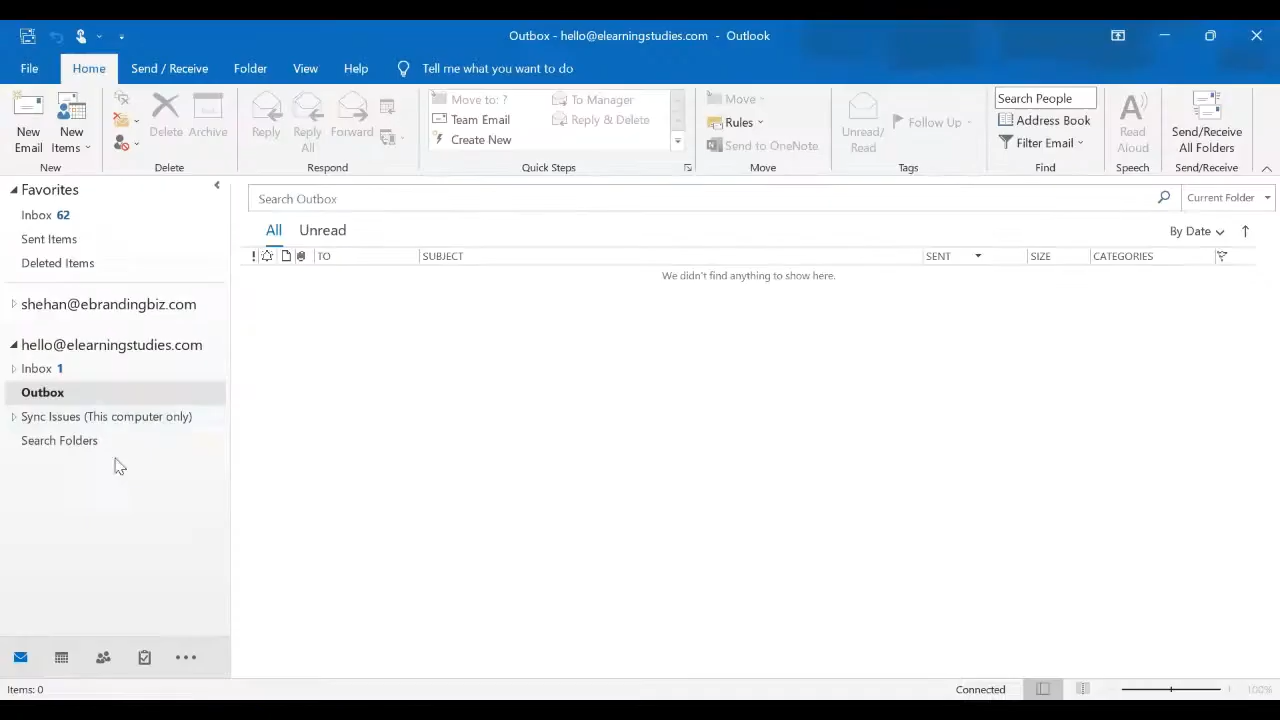 Outbox - hello@elearningstudies.com - Outlook
File Home Send / Receive Folder View Help Tell me what you want to do
New Email
New Items
Delete
Archive
Reply
Reply All
Forward
Move to: ?
To Manager
Team Email
Reply & Delete
Create New
Move
Rules
Send to OneNote
Unread/ Read
Follow Up
Search People
Address Book
Filter Email
Read Aloud
Send/Receive All Folders
New Delete Respond Quick Steps Move Tags Find Speech Send/Receive
Favorites
Inbox 62
Sent Items
Deleted Items
shehan@ebrandingbiz.com
hello@elearningstudies.com
Inbox 1
Outbox
Sync Issues (This computer only)
Search Folders
Search Outbox
Current Folder
All Unread
By Date
! TO SUBJECT SENT SIZE CATEGORIES
We didn't find anything to show here.
Items: 0
Connected
100%